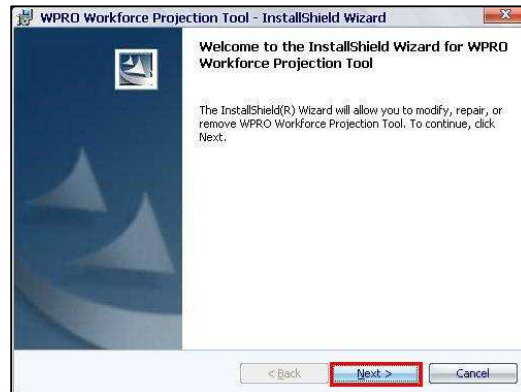 WPRO Workforce Projection Tool - InstallShield Wizard
Welcome to the InstallShield Wizard for WPRO
Workforce Projection Tool
The InstallShield(R) Wizard will allow you to modify, repair, or
remove WPRO Workforce Projection Tool. To continue, click
Next.
< Back Next > Cancel